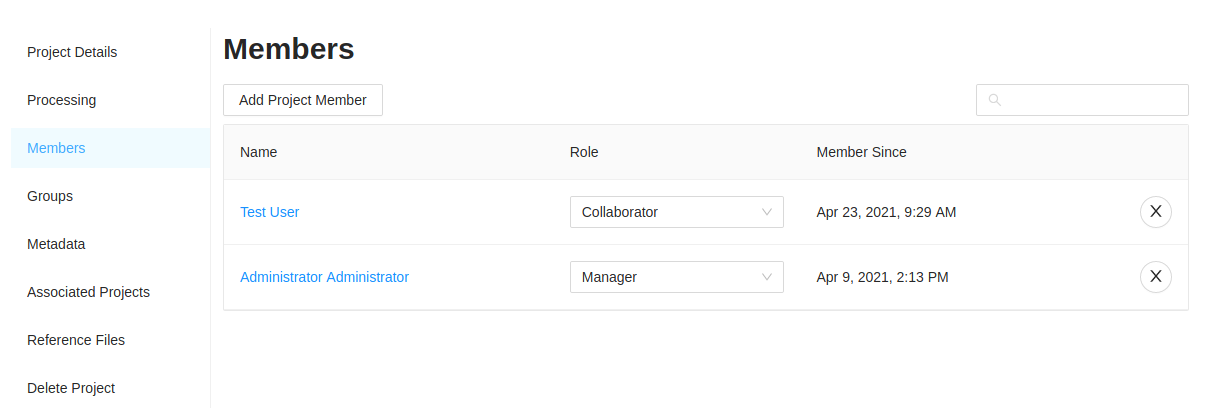 Project Details
Processing
Members
Groups
Metadata
Associated Projects
Reference Files
Delete Project
Members
Add Project Member
Name Role Member Since
Test User Collaborator Apr 23, 2021, 9:29 AM X
Administrator Administrator Manager Apr 9, 2021, 2:13 PM X